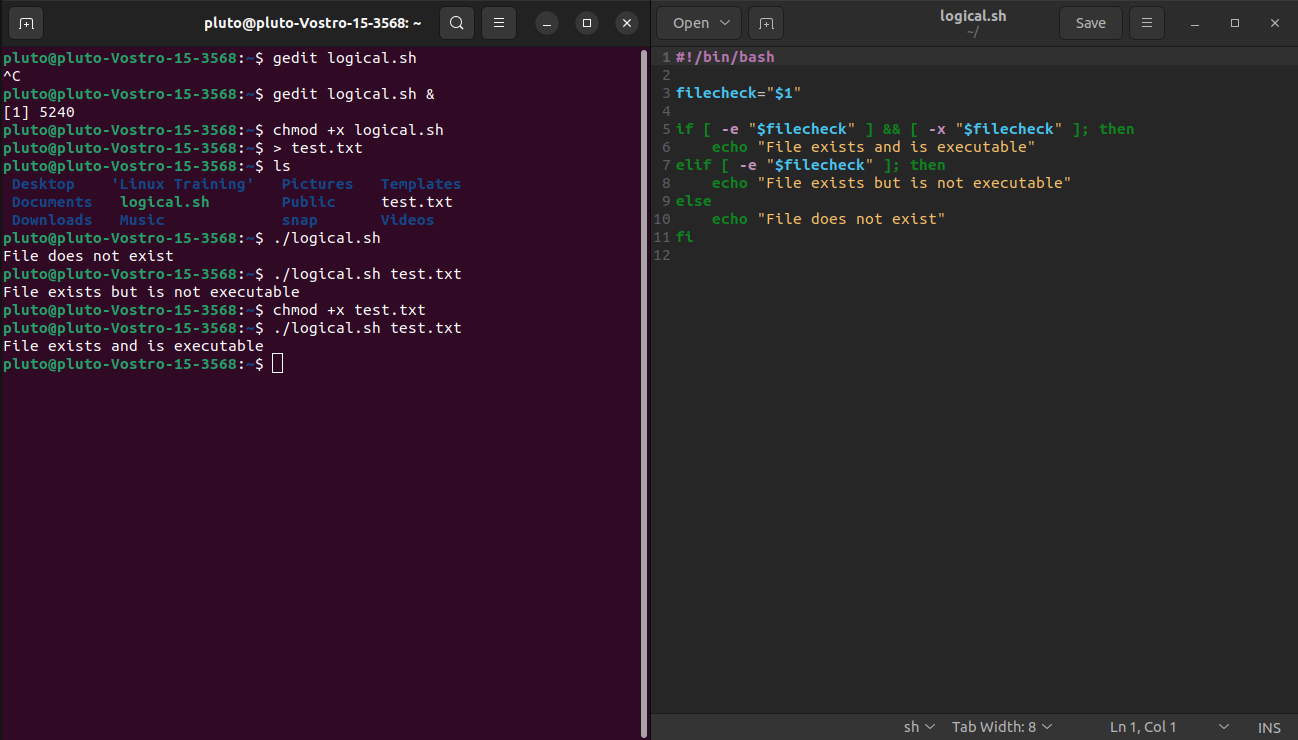 pluto@pluto-Vostro-15-3568: ~
pluto@pluto-Vostro-15-3568:~$ gedit logical.sh
^C
pluto@pluto-Vostro-15-3568:~$ gedit logical.sh &
[1] 5240
pluto@pluto-Vostro-15-3568:~$ chmod +x logical.sh
pluto@pluto-Vostro-15-3568:~$ > test.txt
pluto@pluto-Vostro-15-3568:~$ ls
Desktop 'Linux Training' Pictures Templates
Documents logical.sh Public test.txt
Downloads Music snap Videos
pluto@pluto-Vostro-15-3568:~$ ./logical.sh
File does not exist
pluto@pluto-Vostro-15-3568:~$ ./logical.sh test.txt
File exists but is not executable
pluto@pluto-Vostro-15-3568:~$ chmod +x test.txt
pluto@pluto-Vostro-15-3568:~$ ./logical.sh test.txt
File exists and is executable
pluto@pluto-Vostro-15-3568:~$
Open
logical.sh
~/
Save
1 #!/bin/bash
2
3 filecheck="$1"
4
5 if [ -e "$filecheck" ] && [ -x "$filecheck" ]; then
6     echo "File exists and is executable"
7 elif [ -e "$filecheck" ]; then
8     echo "File exists but is not executable"
9 else
10     echo "File does not exist"
11 fi
12
sh Tab Width: 8 Ln 1, Col 1 INS